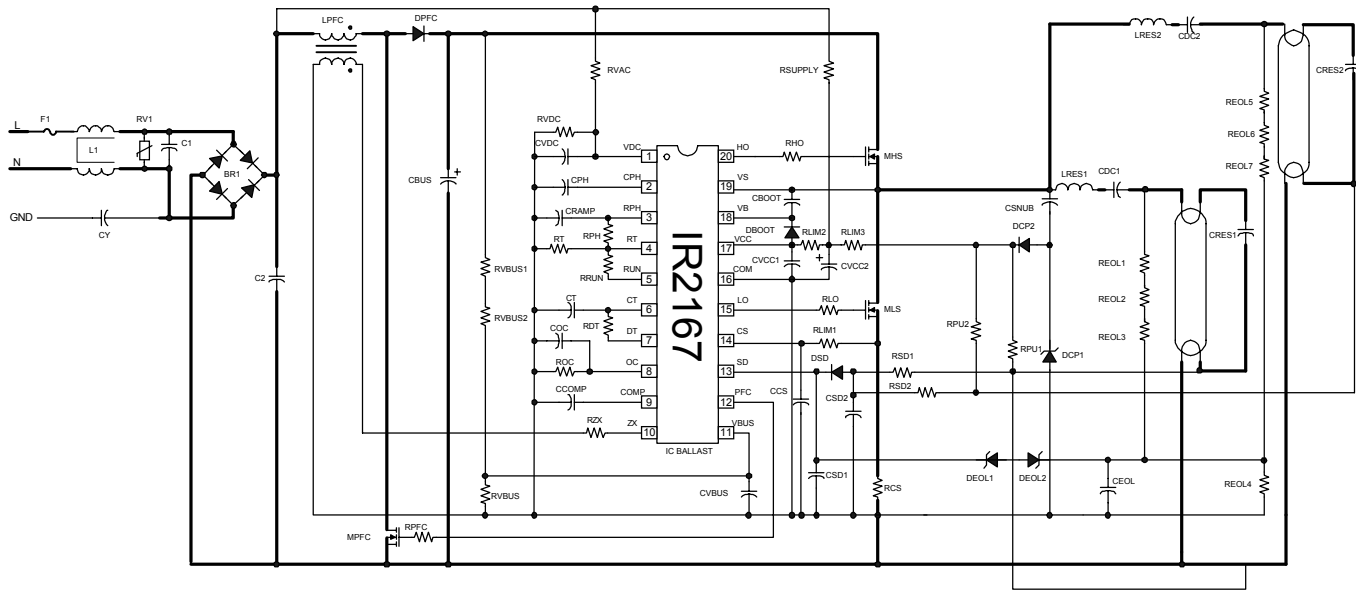 LPFC
DPFC
LRES2
CDC2
CRES2
RVAC
RSUPPLY
REOL5
REOL6
REOL7
F1
L
L1
RV1
C1
N
BR1
GND
CY
C2
CBUS
+
RVDC
CVDC
CPH
CRAMP
RPH
RT
RRUN
CT
RDT
COC
ROC
CCOMP
RZX
RVBUS1
RVBUS2
RVBUS
VDC 1
CPH 2
RPH 3
RT 4
RUN 5
CT 6
DT 7
OC 8
COMP 9
ZX 10
IR2167
IC BALLAST
20 HO
19 VS
18 VB
17 VCC
16 COM
15 LO
14 CS
13 SD
12 PFC
11 VBUS
RHO
MHS
CBOOT
DBOOT
RLIM2
RLIM3
CVCC1
+
CVCC2
RLO
MLS
RLIM1
DSD
RSD1
RSD2
CCS
CSD2
CSD1
RCS
CVBUS
LRES1
CDC1
CSNUB
DCP2
CRES1
REOL1
REOL2
REOL3
RPU2
RPU1
DCP1
DEOL1
DEOL2
CEOL
REOL4
MPFC
RPFC